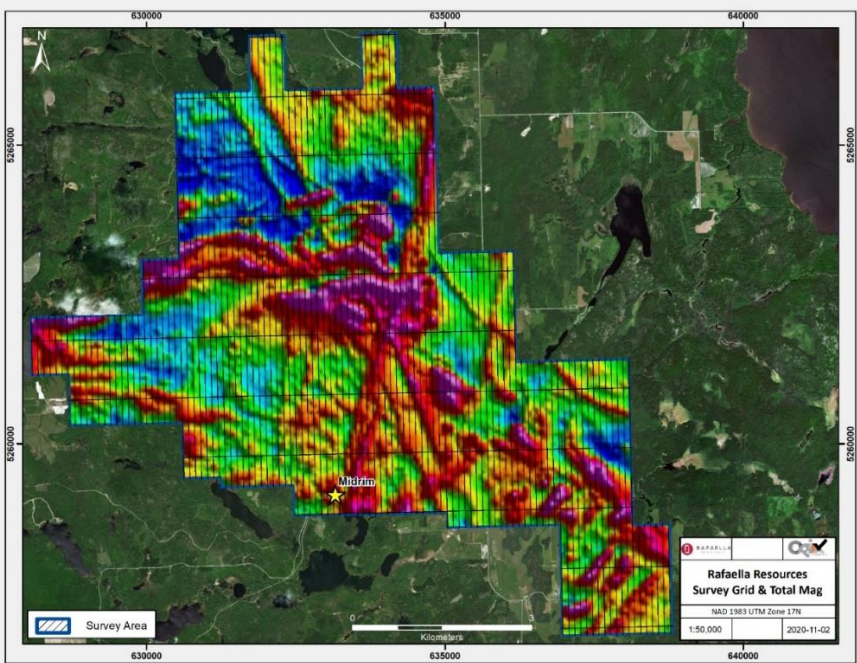 630000 635000 640000
N
5265000 5265000
5260000 5260000
Midrim
Survey Area
0
Kilometers
RAFAELLA
Rafaella Resources
Survey Grid & Total Mag
NAD 1983 UTM Zone 17N
1:50,000 2020-11-02
630000 635000 640000